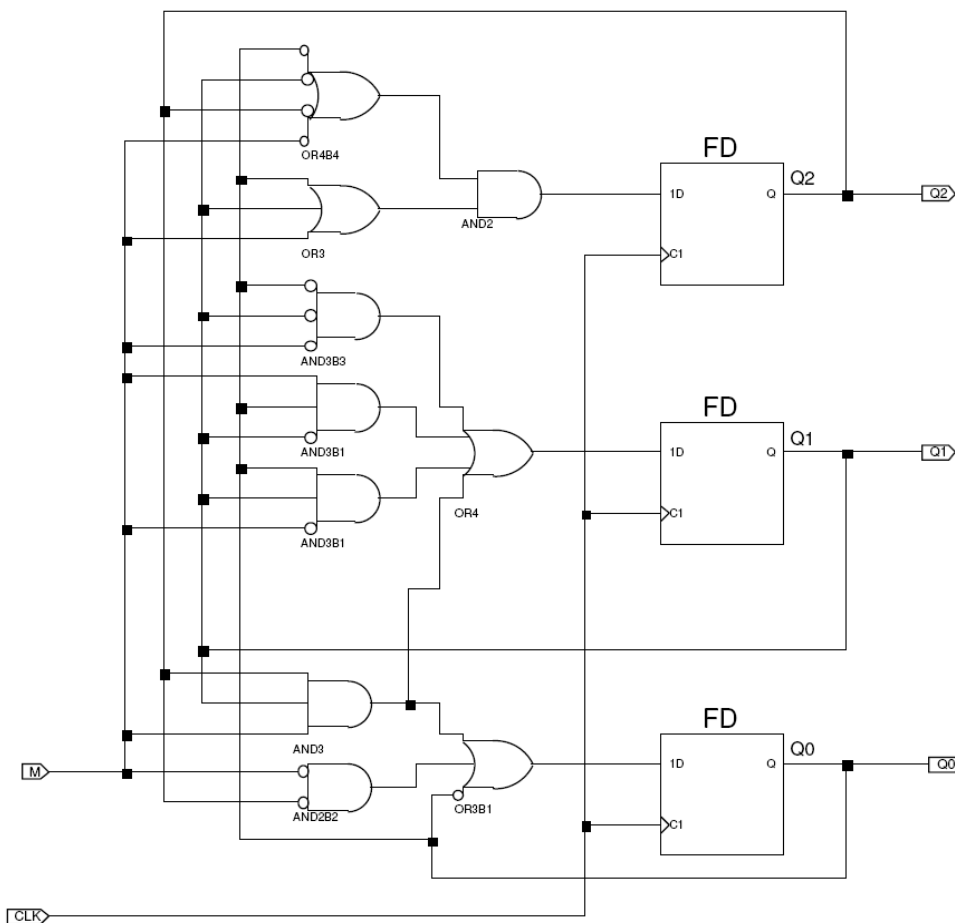 FD
Q2
OR4B4
1D
Q
Q2
AND2
C1
OR3
AND3B3
FD
Q1
AND3B1
1D
Q
Q1
OR4
C1
AND3B1
FD
Q0
AND3
1D
Q
Q0
M
OR3B1
AND2B2
C1
CLK